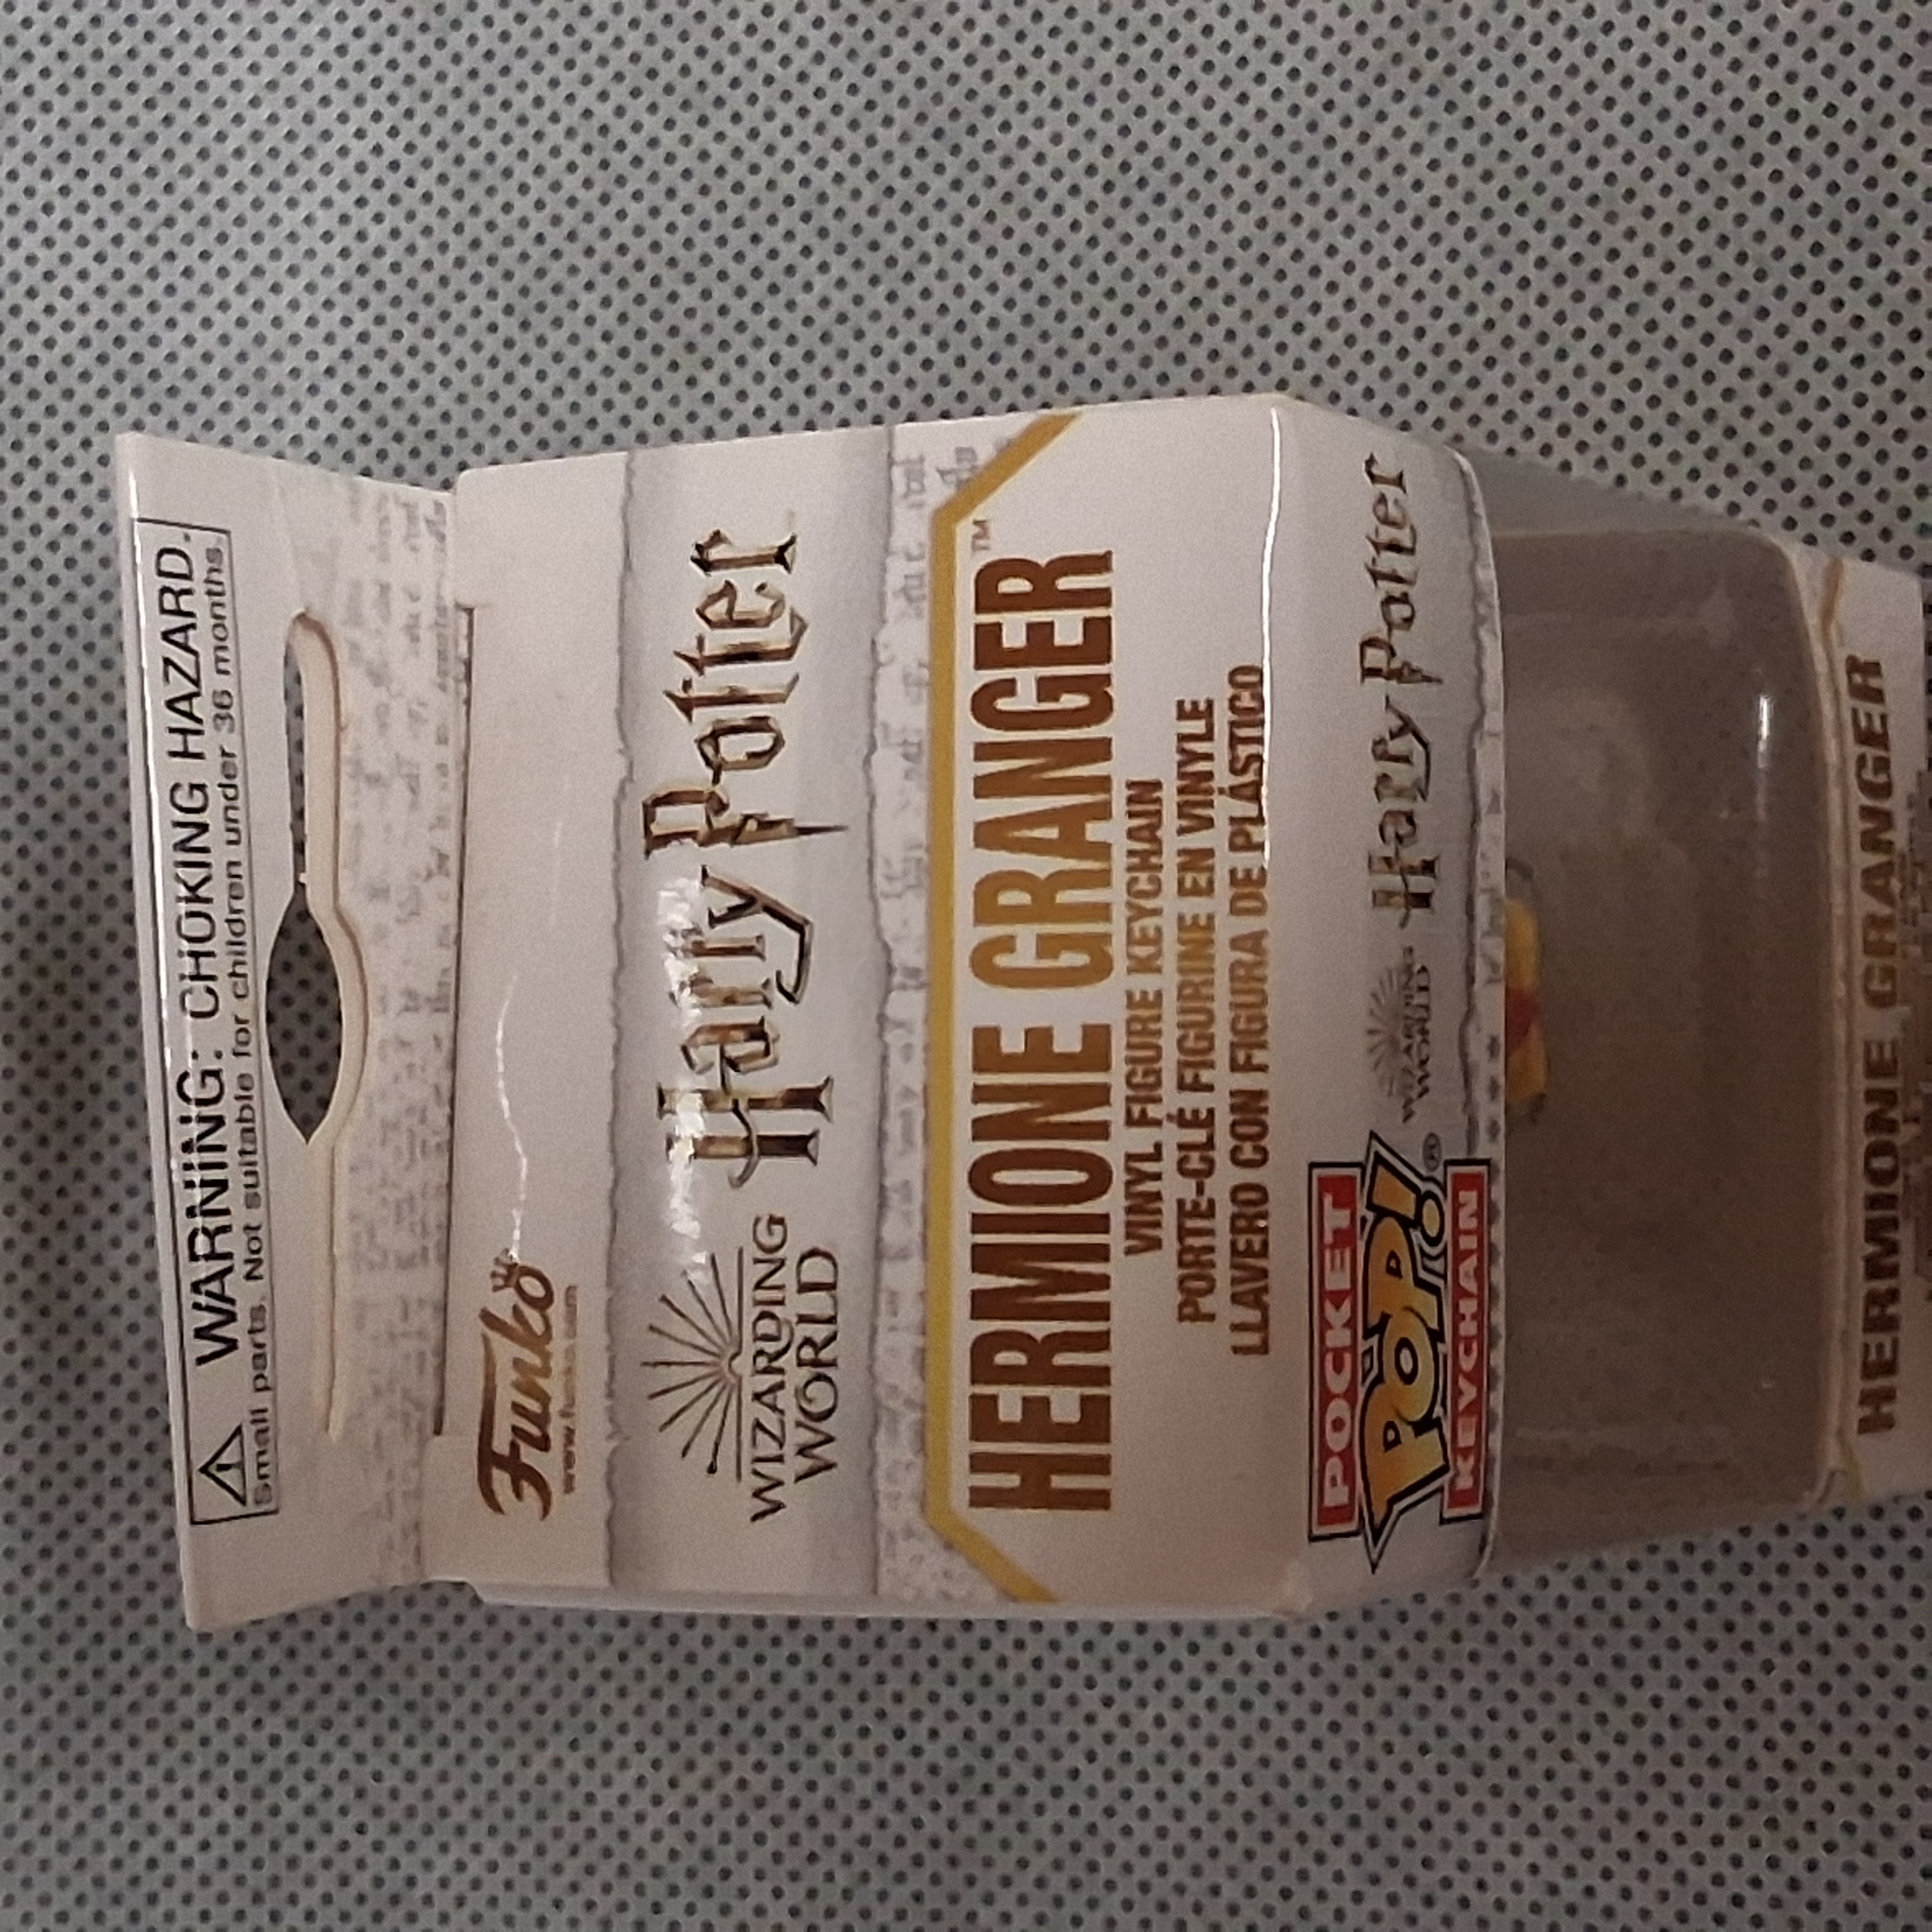 WARNING: CHOKING HAZARD.
Small parts. Not suitable for children under 36 months.
Funko
www.funko.com
WIZARDING
WORLD
Harry Potter
HERMIONE GRANGER™
VINYL FIGURE KEYCHAIN
PORTE-CLÉ FIGURINE EN VINYLE
LLAVERO CON FIGURA DE PLÁSTICO
POCKET
POP!®
KEYCHAIN
WIZARDING
WORLD
Harry Potter
HERMIONE GRANGER